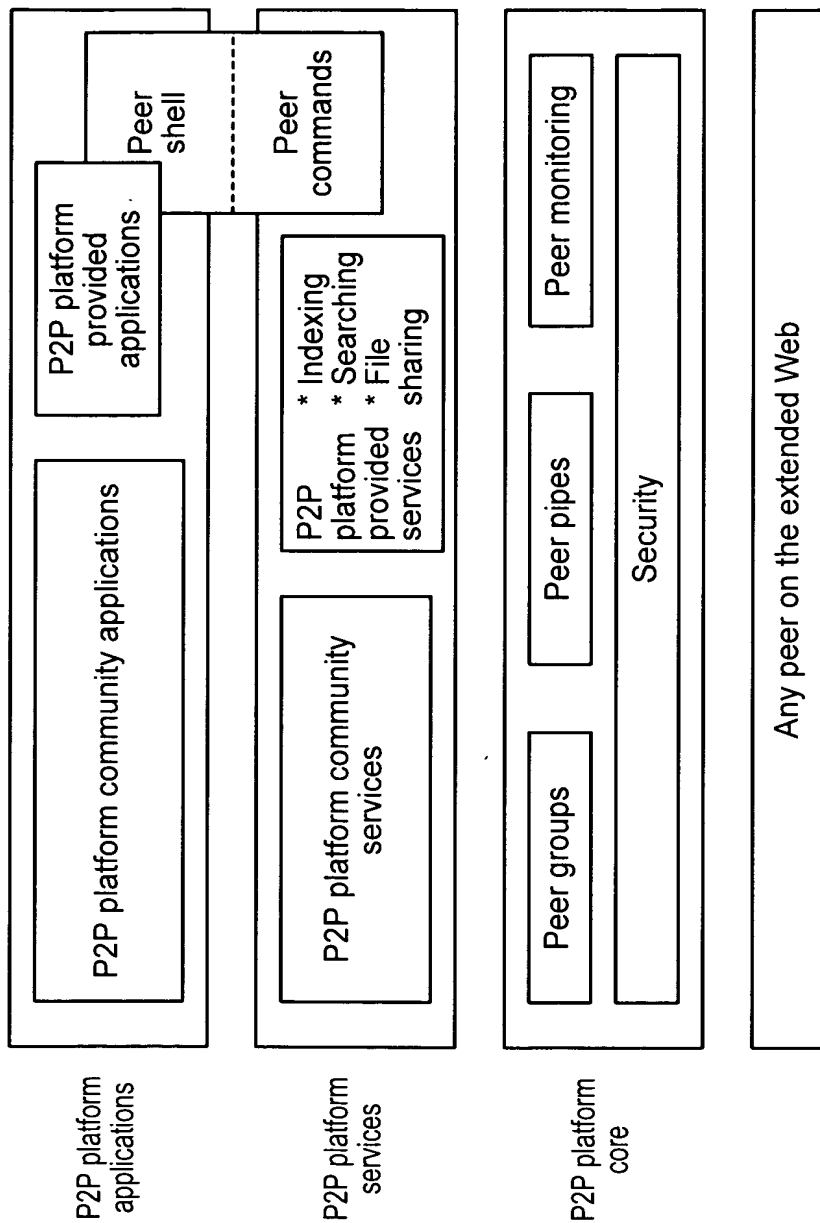 P2P platform
applications
P2P platform community applications
P2P platform
provided
applications
Peer
shell
P2P platform
services
P2P platform community
services
P2P
platform
provided
services
* Indexing
* Searching
* File
sharing
Peer
commands
P2P platform
core
Peer groups
Peer pipes
Peer monitoring
Security
Any peer on the extended Web